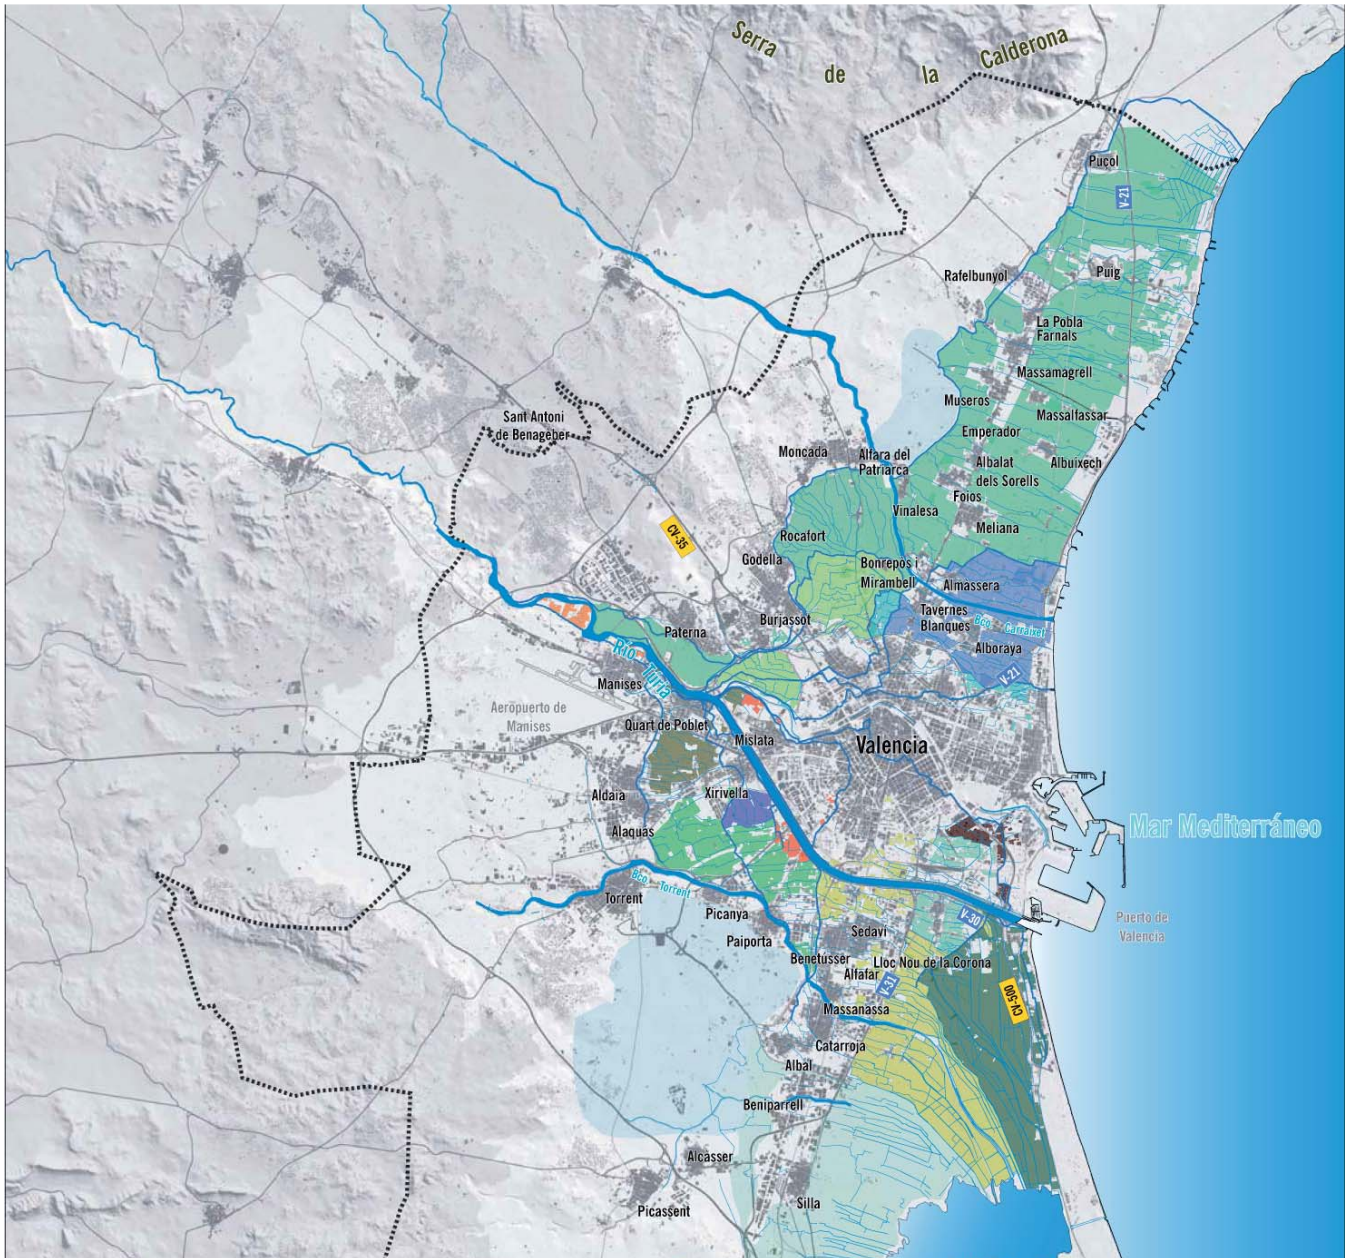 Serra de la Calderona
Puçol
V-21
Rafelbunyol
Puig
La Pobla
Farnals
Massamagrell
Museros
Massalfassar
Emperador
Sant Antoni
de Benagéber
Moncada
Alfara del
Patriarca
Albalat
dels Sorells
Albuixech
Foios
Vinalesa
Meliana
CV-35
Rocafort
Godella
Bonrepòs i
Mirambell
Almassera
Tavernes
Blanques
Bco Carraixet
Burjassot
Paterna
Alboraya
V-21
Río Turia
Manises
Aeropuerto de
Manises
Quart de Poblet
Mislata
Valencia
Aldaia
Xirivella
Alaquas
Mar Mediterráneo
Bco Torrent
Torrent
Picanya
Paiporta
Sedaví
V-30
Puerto de
Valencia
Benetússer
Lloc Nou de la Corona
Alfafar
V-31
CV-500
Massanassa
Catarroja
Albal
Beniparrell
Alcàsser
Silla
Picassent